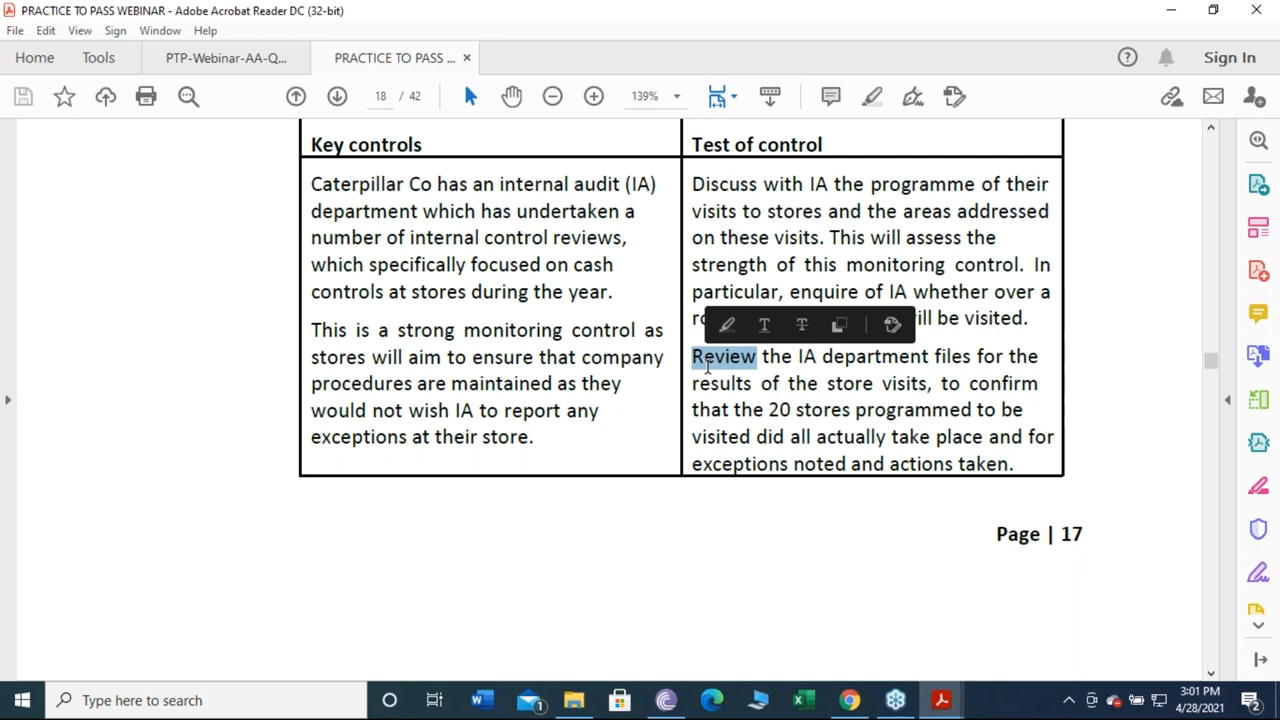 PRACTICE TO PASS WEBINAR - Adobe Acrobat Reader DC (32-bit)
File Edit View Sign Window Help
Home Tools PTP-Webinar-AA-Q... PRACTICE TO PASS ... × Sign In
18 / 42 139%
Key controls
Caterpillar Co has an internal audit (IA)
department which has undertaken a
number of internal control reviews,
which specifically focused on cash
controls at stores during the year.
This is a strong monitoring control as
stores will aim to ensure that company
procedures are maintained as they
would not wish IA to report any
exceptions at their store.
Test of control
Discuss with IA the programme of their
visits to stores and the areas addressed
on these visits. This will assess the
strength of this monitoring control. In
particular, enquire of IA whether over a
will be visited.
Review the IA department files for the
results of the store visits, to confirm
that the 20 stores programmed to be
visited did all actually take place and for
exceptions noted and actions taken.
Page | 17
Type here to search
3:01 PM
4/28/2021
1
2